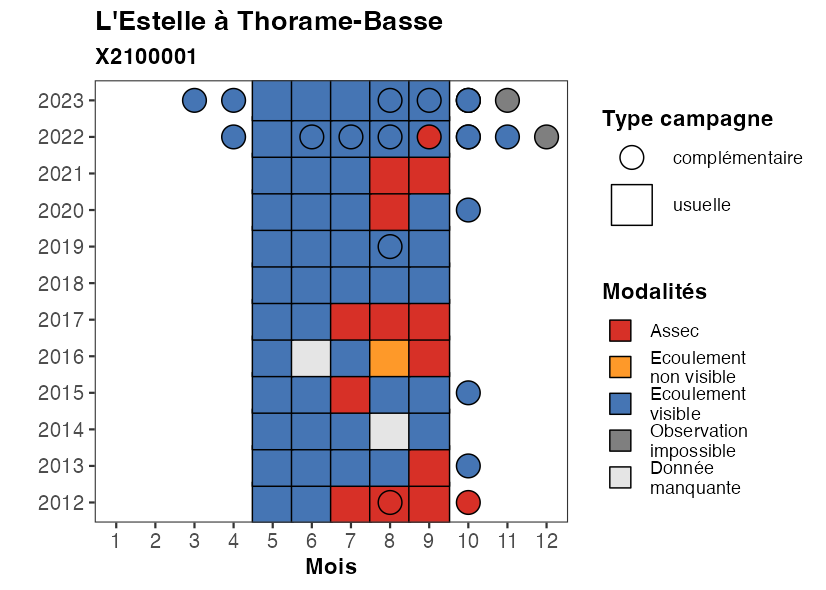 L'Estelle à Thorame-Basse
X2100001
2023
2022
2021
2020
2019
2018
2017
2016
2015
2014
2013
2012
1 2 3 4 5 6 7 8 9 10 11 12
Mois
Type campagne
complémentaire
usuelle
Modalités
Assec
Ecoulement
non visible
Ecoulement
visible
Observation
impossible
Donnée
manquante